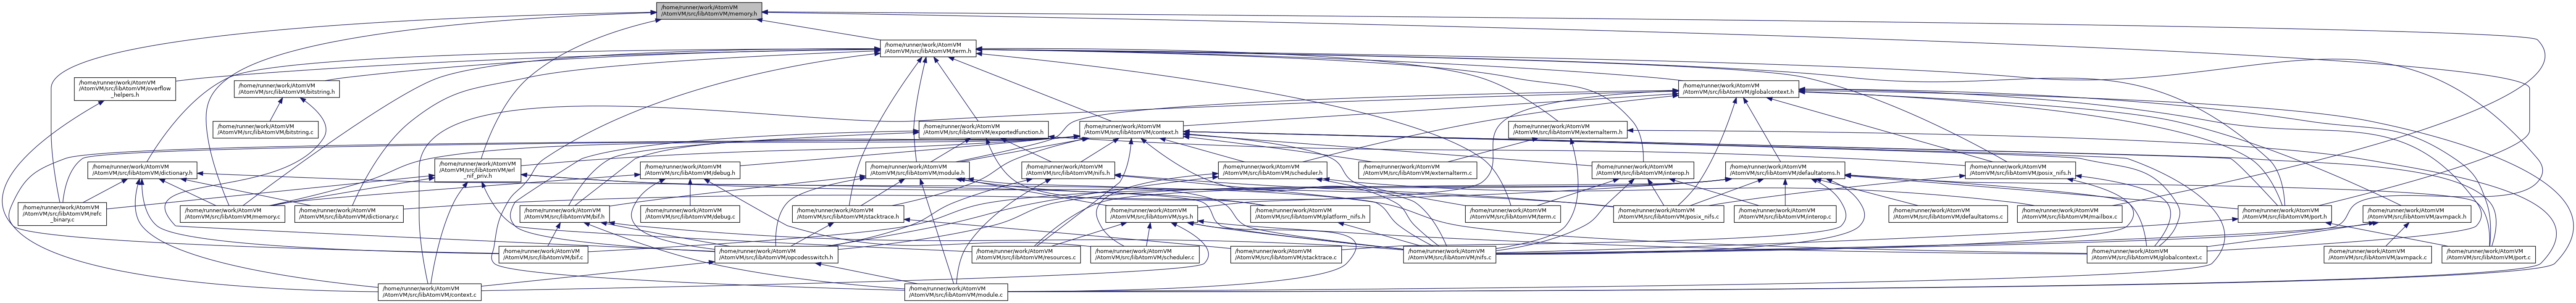 /home/runner/work/AtomVM
/AtomVM/src/libAtomVM/memory.h
/home/runner/work/AtomVM
/AtomVM/src/libAtomVM/term.h
/home/runner/work/AtomVM
/AtomVM/src/libAtomVM/overflow
_helpers.h
/home/runner/work/AtomVM
/AtomVM/src/libAtomVM/bitstring.h
/home/runner/work/AtomVM
/AtomVM/src/libAtomVM/globalcontext.h
/home/runner/work/AtomVM
/AtomVM/src/libAtomVM/bitstring.c
/home/runner/work/AtomVM
/AtomVM/src/libAtomVM/exportedfunction.h
/home/runner/work/AtomVM
/AtomVM/src/libAtomVM/context.h
/home/runner/work/AtomVM
/AtomVM/src/libAtomVM/externalterm.h
/home/runner/work/AtomVM
/AtomVM/src/libAtomVM/dictionary.h
/home/runner/work/AtomVM
/AtomVM/src/libAtomVM/erl
_nif_priv.h
/home/runner/work/AtomVM
/AtomVM/src/libAtomVM/debug.h
/home/runner/work/AtomVM
/AtomVM/src/libAtomVM/module.h
/home/runner/work/AtomVM
/AtomVM/src/libAtomVM/nifs.h
/home/runner/work/AtomVM
/AtomVM/src/libAtomVM/scheduler.h
/home/runner/work/AtomVM
/AtomVM/src/libAtomVM/externalterm.c
/home/runner/work/AtomVM
/AtomVM/src/libAtomVM/interop.h
/home/runner/work/AtomVM
/AtomVM/src/libAtomVM/defaultatoms.h
/home/runner/work/AtomVM
/AtomVM/src/libAtomVM/posix_nifs.h
/home/runner/work/AtomVM
/AtomVM/src/libAtomVM/refc
_binary.c
/home/runner/work/AtomVM
/AtomVM/src/libAtomVM/memory.c
/home/runner/work/AtomVM
/AtomVM/src/libAtomVM/dictionary.c
/home/runner/work/AtomVM
/AtomVM/src/libAtomVM/bif.h
/home/runner/work/AtomVM
/AtomVM/src/libAtomVM/debug.c
/home/runner/work/AtomVM
/AtomVM/src/libAtomVM/stacktrace.h
/home/runner/work/AtomVM
/AtomVM/src/libAtomVM/sys.h
/home/runner/work/AtomVM
/AtomVM/src/libAtomVM/platform_nifs.h
/home/runner/work/AtomVM
/AtomVM/src/libAtomVM/term.c
/home/runner/work/AtomVM
/AtomVM/src/libAtomVM/posix_nifs.c
/home/runner/work/AtomVM
/AtomVM/src/libAtomVM/interop.c
/home/runner/work/AtomVM
/AtomVM/src/libAtomVM/defaultatoms.c
/home/runner/work/AtomVM
/AtomVM/src/libAtomVM/mailbox.c
/home/runner/work/AtomVM
/AtomVM/src/libAtomVM/port.h
/home/runner/work/AtomVM
/AtomVM/src/libAtomVM/avmpack.h
/home/runner/work/AtomVM
/AtomVM/src/libAtomVM/bif.c
/home/runner/work/AtomVM
/AtomVM/src/libAtomVM/opcodesswitch.h
/home/runner/work/AtomVM
/AtomVM/src/libAtomVM/resources.c
/home/runner/work/AtomVM
/AtomVM/src/libAtomVM/scheduler.c
/home/runner/work/AtomVM
/AtomVM/src/libAtomVM/stacktrace.c
/home/runner/work/AtomVM
/AtomVM/src/libAtomVM/nifs.c
/home/runner/work/AtomVM
/AtomVM/src/libAtomVM/globalcontext.c
/home/runner/work/AtomVM
/AtomVM/src/libAtomVM/avmpack.c
/home/runner/work/AtomVM
/AtomVM/src/libAtomVM/port.c
/home/runner/work/AtomVM
/AtomVM/src/libAtomVM/context.c
/home/runner/work/AtomVM
/AtomVM/src/libAtomVM/module.c